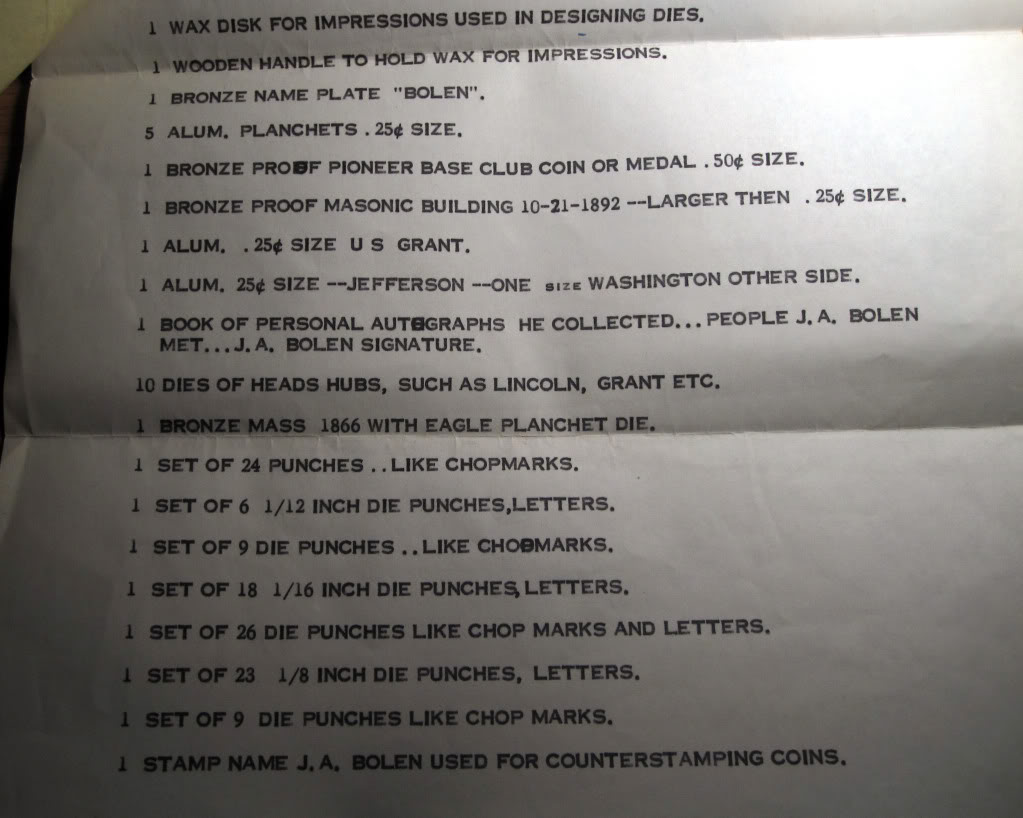 1 WAX DISK FOR IMPRESSIONS USED IN DESIGNING DIES.
1 WOODEN HANDLE TO HOLD WAX FOR IMPRESSIONS.
1 BRONZE NAME PLATE "BOLEN".
5 ALUM. PLANCHETS .25¢ SIZE.
1 BRONZE PROOF PIONEER BASE CLUB COIN OR MEDAL .50¢ SIZE.
1 BRONZE PROOF MASONIC BUILDING 10-21-1892 --LARGER THEN .25¢ SIZE.
1 ALUM. .25¢ SIZE U S GRANT.
1 ALUM. 25¢ SIZE --JEFFERSON --ONE SIZE WASHINGTON OTHER SIDE.
1 BOOK OF PERSONAL AUTOGRAPHS HE COLLECTED...PEOPLE J.A. BOLEN
MET...J.A. BOLEN SIGNATURE.
10 DIES OF HEADS HUBS, SUCH AS LINCOLN, GRANT ETC.
1 BRONZE MASS 1866 WITH EAGLE PLANCHET DIE.
1 SET OF 24 PUNCHES ..LIKE CHOPMARKS.
1 SET OF 6 1/12 INCH DIE PUNCHES,LETTERS.
1 SET OF 9 DIE PUNCHES ..LIKE CHOPMARKS.
1 SET OF 18 1/16 INCH DIE PUNCHES, LETTERS.
1 SET OF 26 DIE PUNCHES LIKE CHOP MARKS AND LETTERS.
1 SET OF 23 1/8 INCH DIE PUNCHES, LETTERS.
1 SET OF 9 DIE PUNCHES LIKE CHOP MARKS.
1 STAMP NAME J.A. BOLEN USED FOR COUNTERSTAMPING COINS.